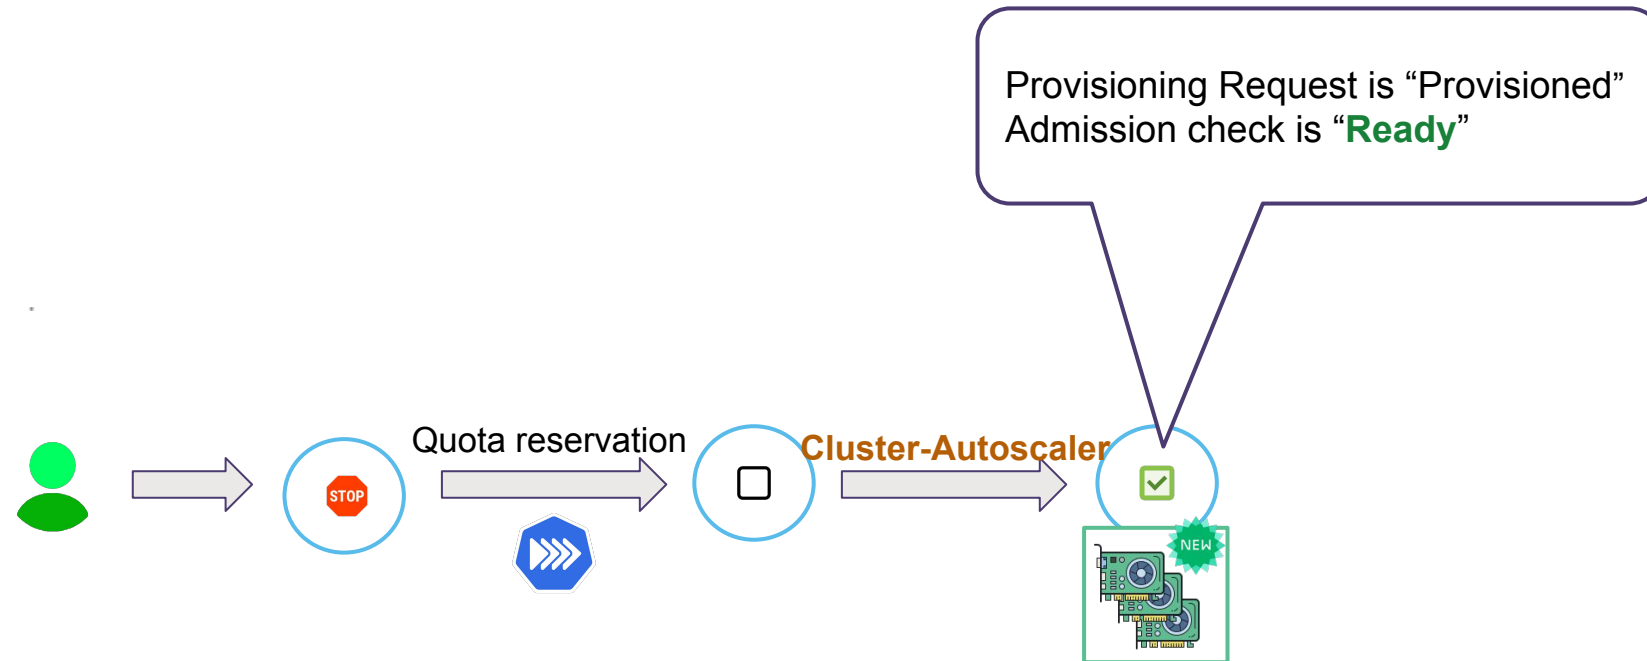 Provisioning Request is “Provisioned”
Admission check is “Ready”
Quota reservation
Cluster-Autoscaler
STOP
NEW